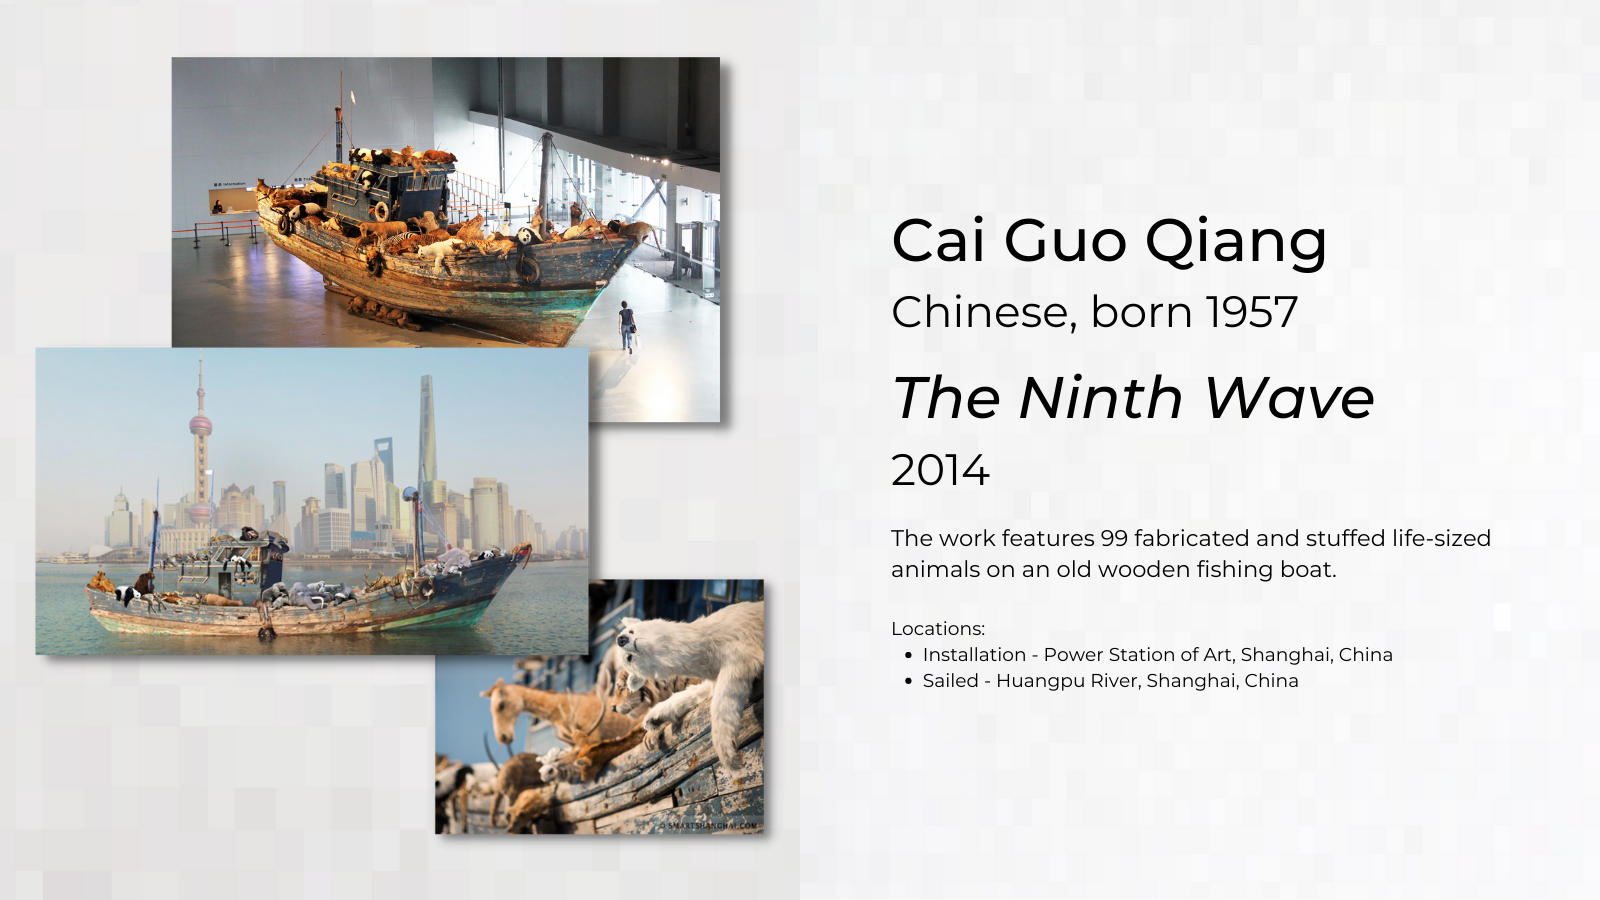 Information
Cai Guo Qiang
Chinese, born 1957
The Ninth Wave
2014
The work features 99 fabricated and stuffed life-sized
animals on an old wooden fishing boat.
Locations:
• Installation - Power Station of Art, Shanghai, China
• Sailed - Huangpu River, Shanghai, China
© SMARTSHANGHAI.COM